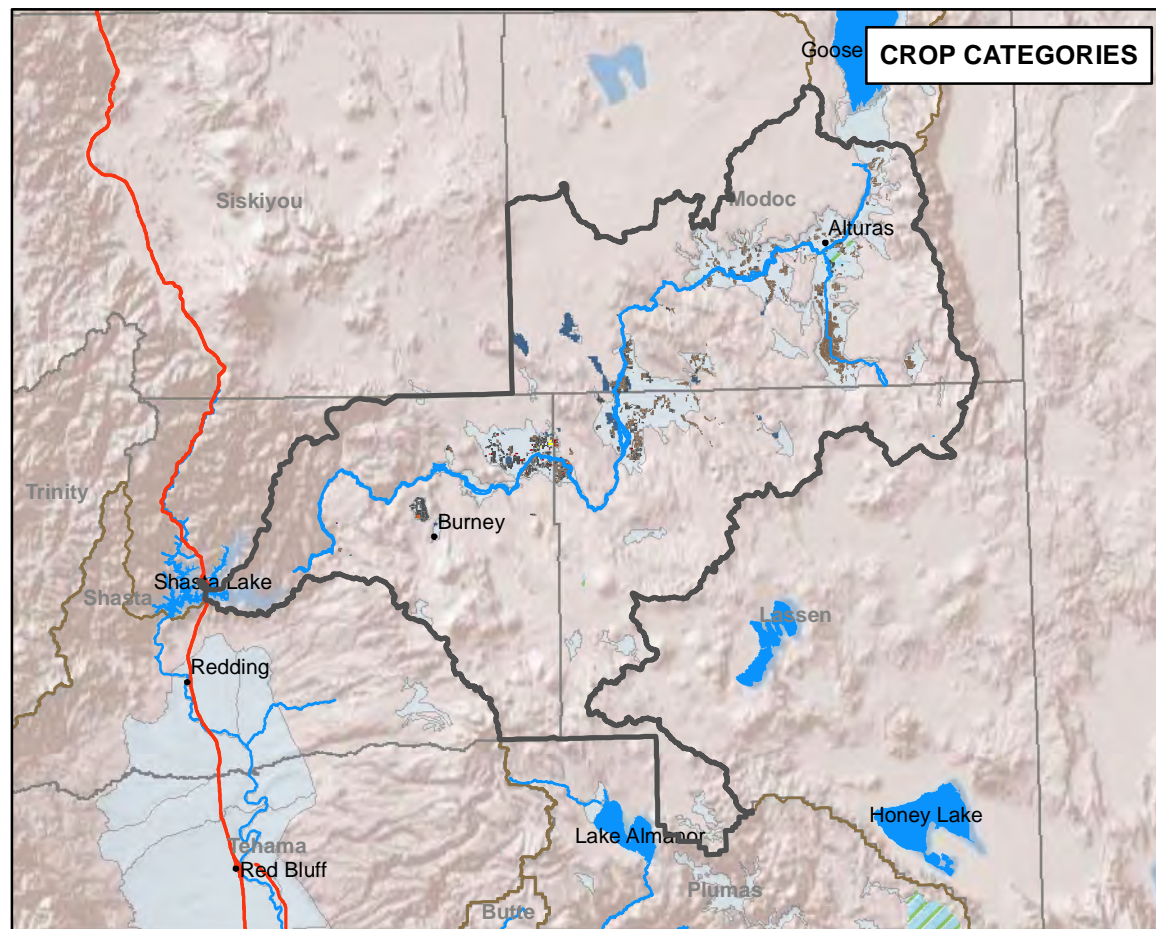 Goose
CROP CATEGORIES
Siskiyou
Modoc
Alturas
Trinity
Burney
Shasta Lake
Shasta
Lassen
Redding
Honey Lake
Lake Almanor
Tehama
Red Bluff
Plumas
Butte